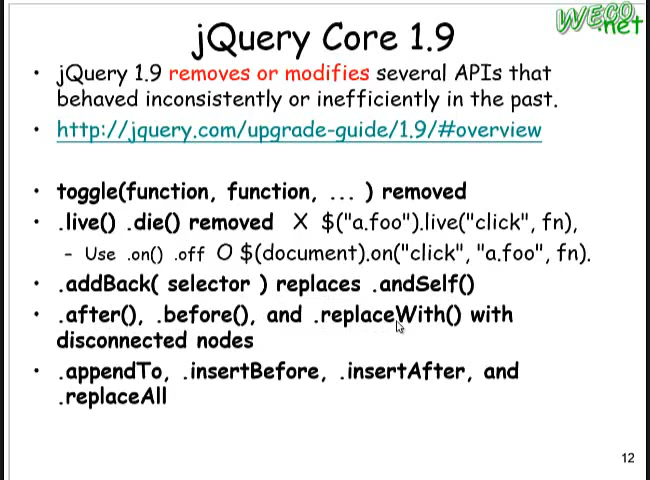 WECO
.net
jQuery Core 1.9
• jQuery 1.9 removes or modifies several APIs that
behaved inconsistently or inefficiently in the past.
• http://jquery.com/upgrade-guide/1.9/#overview
• toggle(function, function, ... ) removed
• .live() .die() removed X $("a.foo").live("click", fn),
– Use .on() .off O $(document).on("click", "a.foo", fn).
• .addBack( selector ) replaces .andSelf()
• .after(), .before(), and .replaceWith() with
disconnected nodes
• .appendTo, .insertBefore, .insertAfter, and
.replaceAll
12